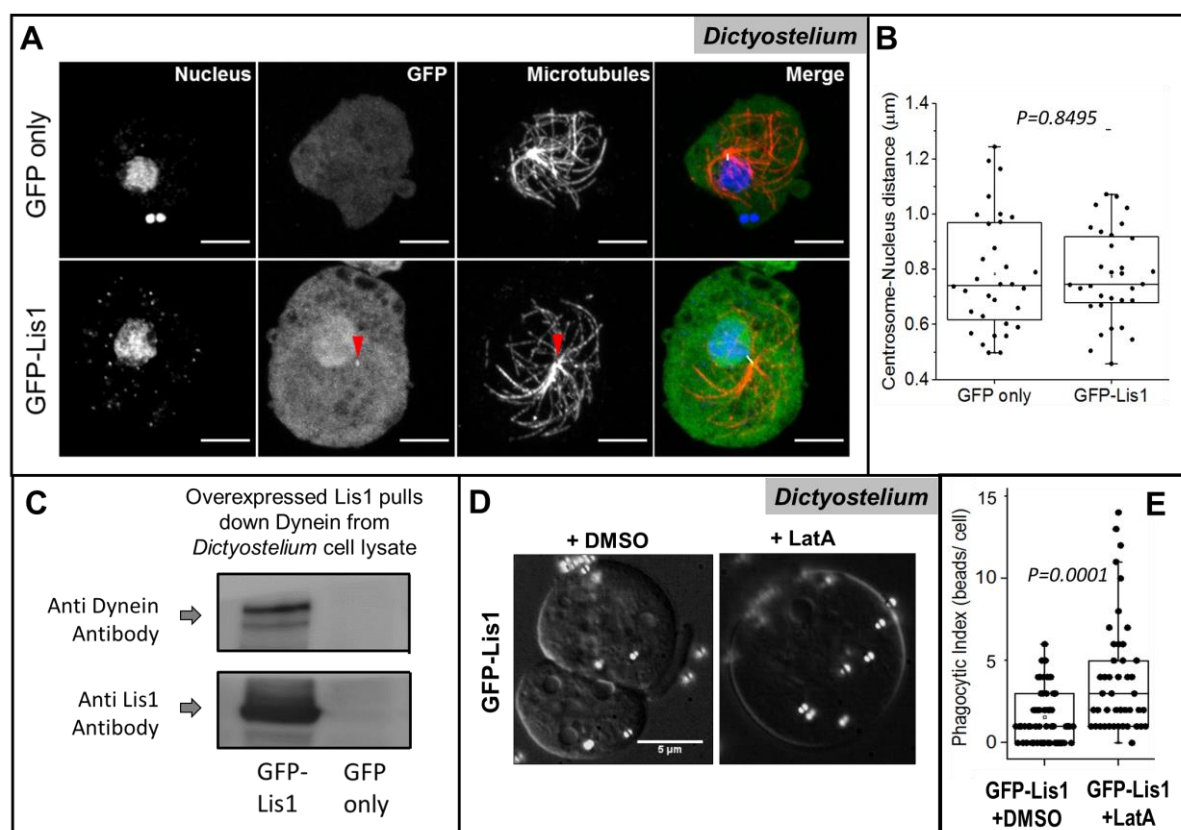 A
Dictyostelium
Nucleus
GFP
Microtubules
Merge
GFP only
GFP-Lis1
B
Centrosome-Nucleus distance (μm)
1.4
1.2
1.0
0.8
0.6
0.4
P=0.8495
GFP only
GFP-Lis1
C
Overexpressed Lis1 pulls
down Dynein from
Dictyostelium cell lysate
Anti Dynein
Antibody
Anti Lis1
Antibody
GFP-
Lis1
GFP
only
D
Dictyostelium
+ DMSO
+ LatA
GFP-Lis1
5 μm
E
Phagocytic Index (beads/ cell)
15
10
5
0
P=0.0001
GFP-Lis1
+DMSO
GFP-Lis1
+LatA